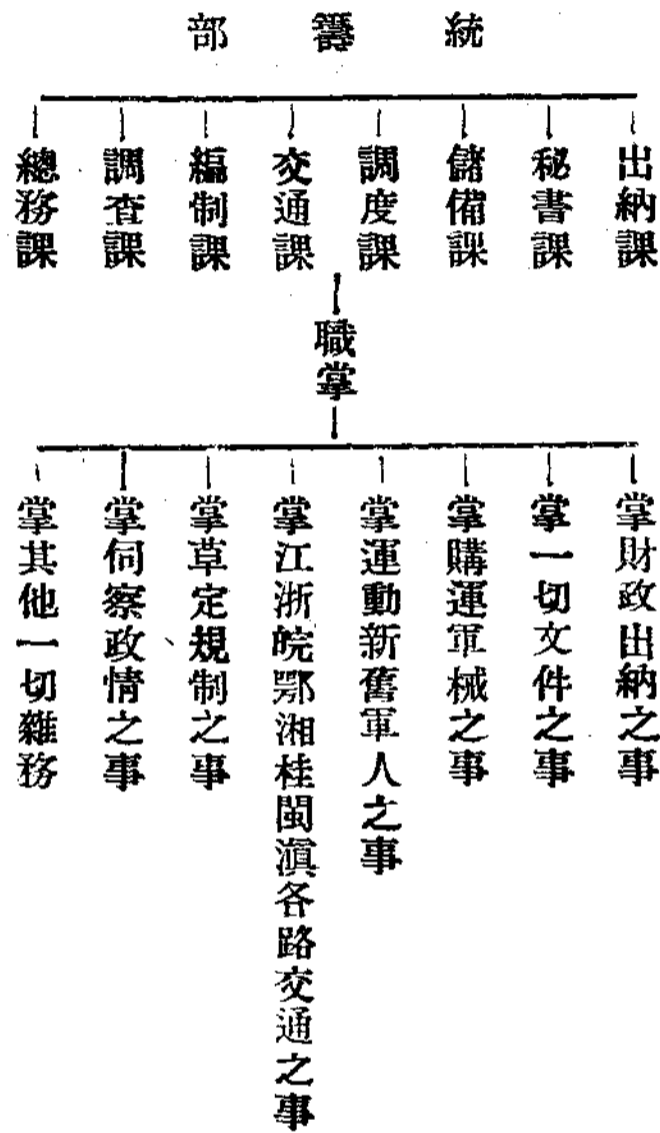 統籌部
出納課
秘書課
儲備課
調度課
交通課
編制課
調查課
總務課
職掌
掌財政出納之事
掌一切文件之事
掌購運軍械之事
掌運動新舊軍人之事
掌江浙皖鄂湘桂閩滇各路交通之事
掌草定規制之事
掌伺察政情之事
掌其他一切雜務